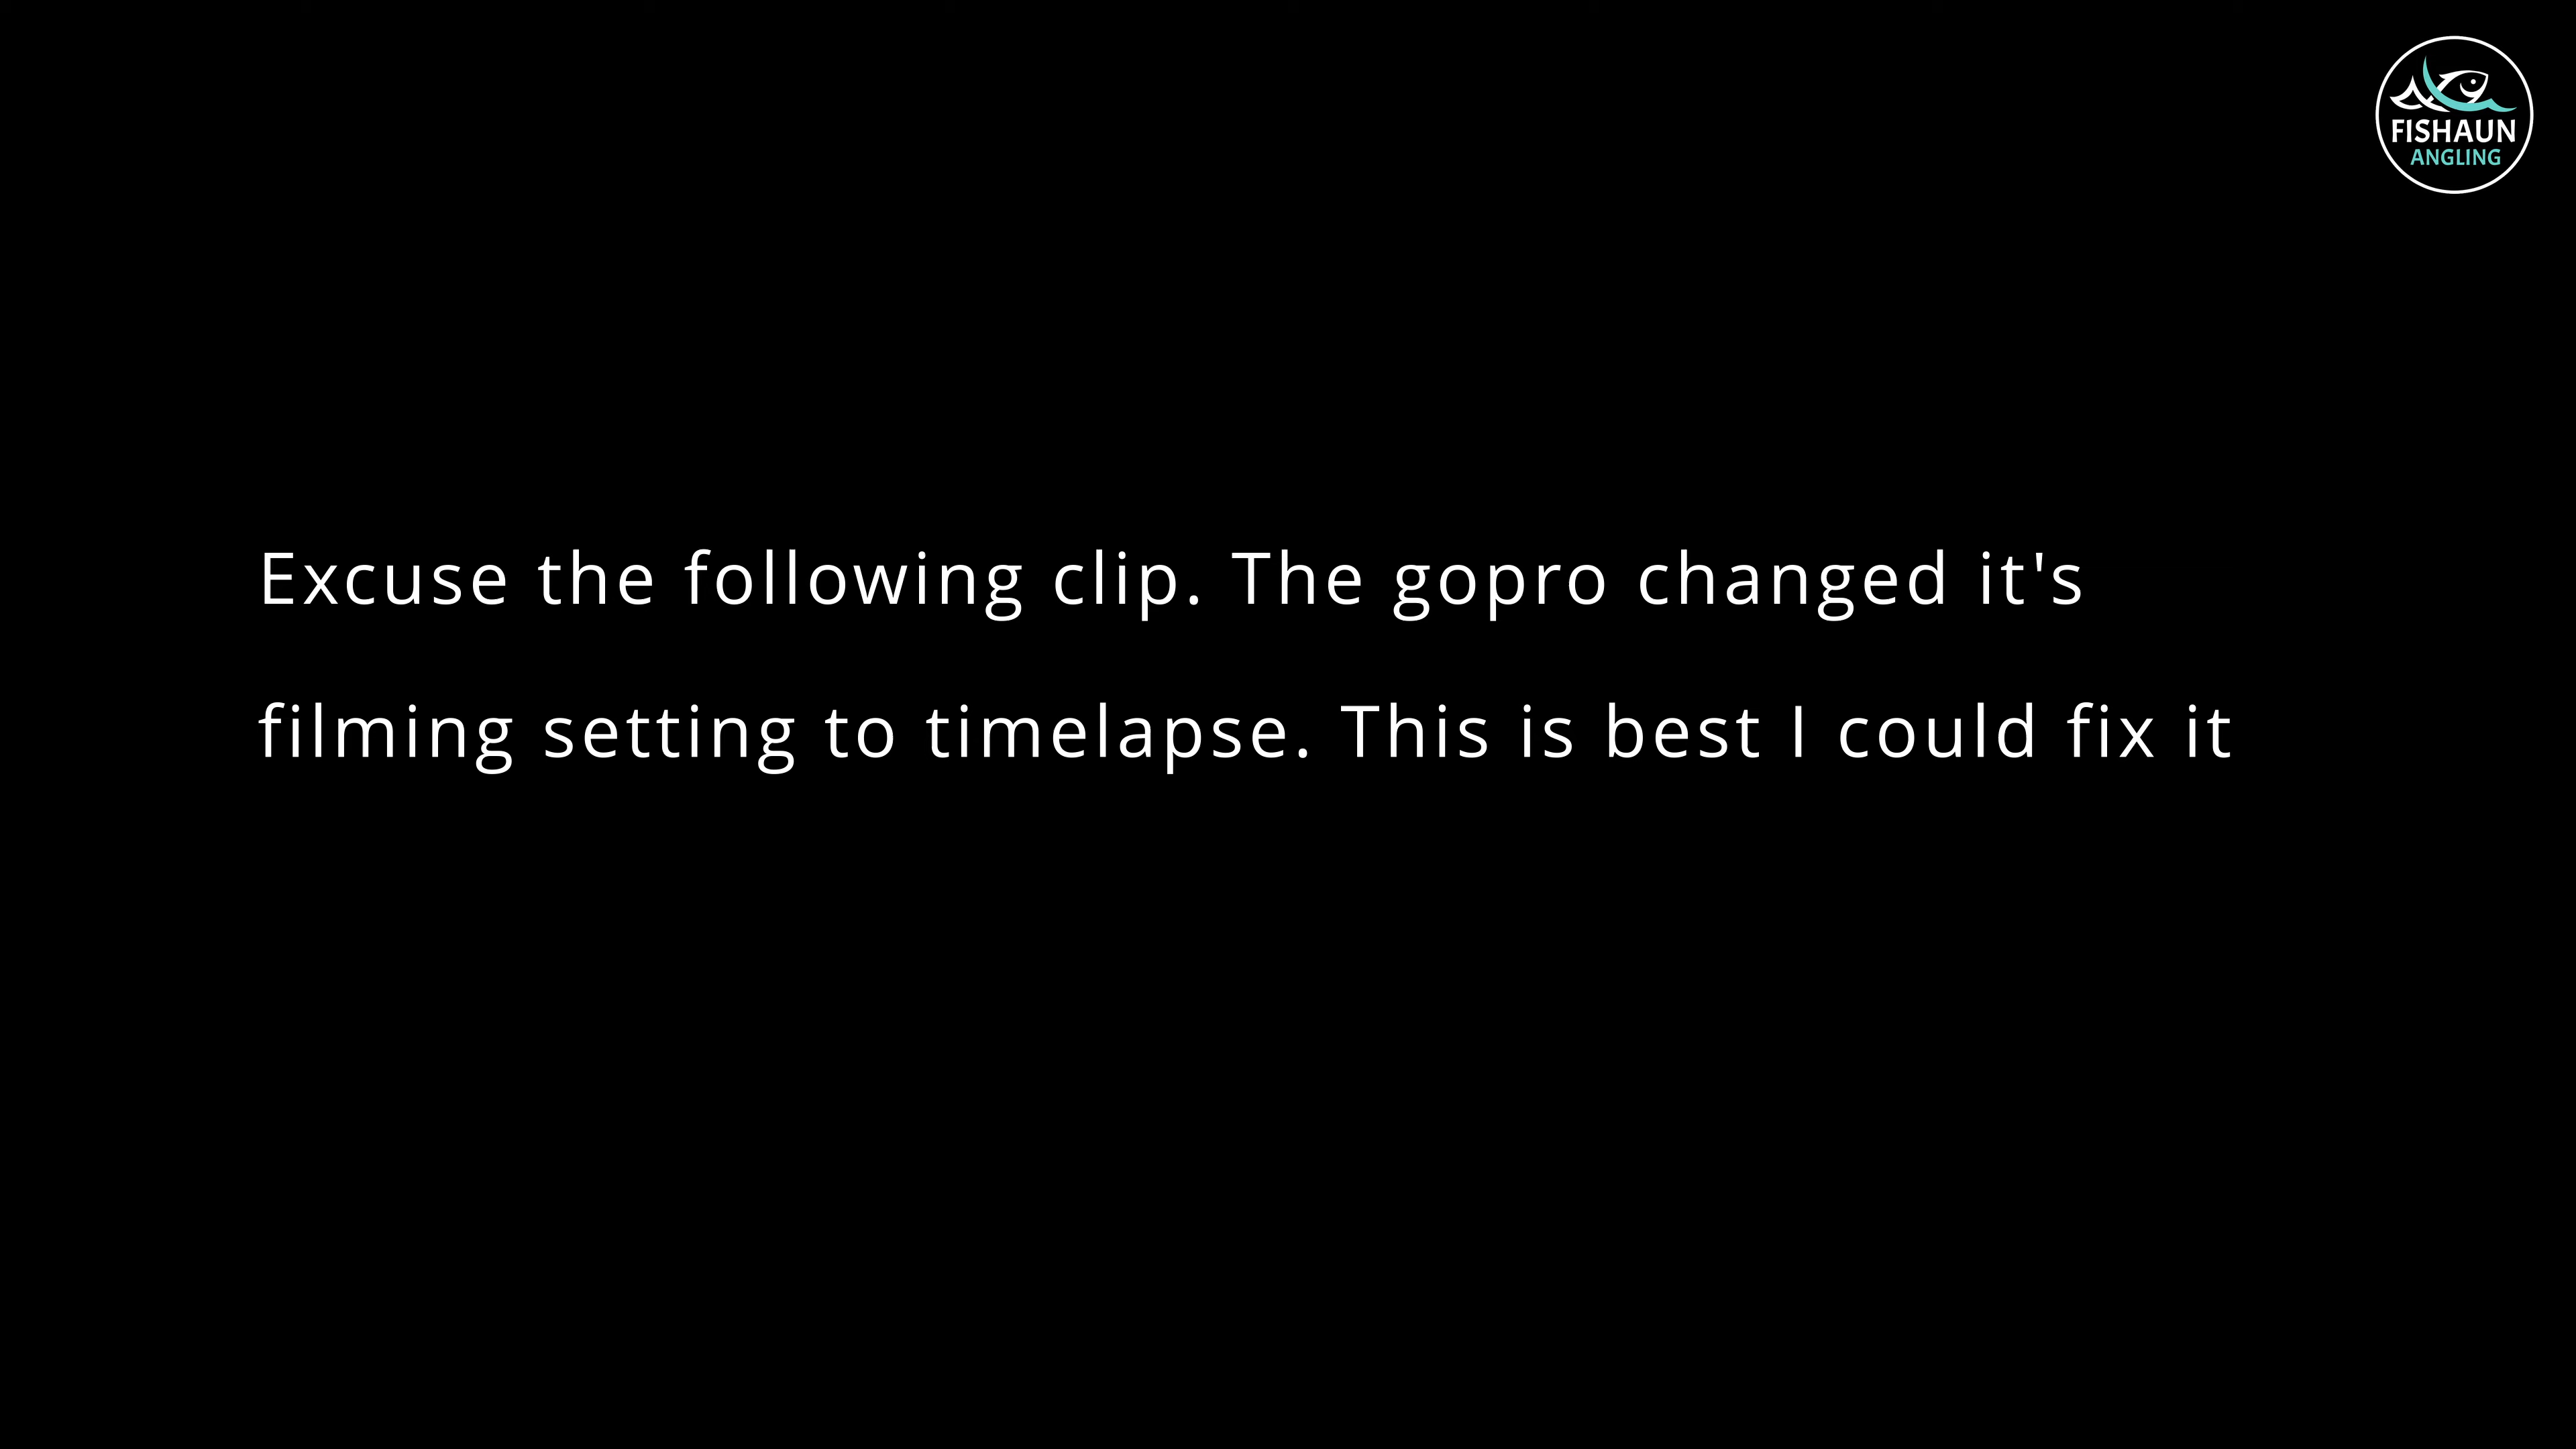 FISHAUN
ANGLING
Excuse the following clip. The gopro changed it's
filming setting to timelapse. This is best I could fix it